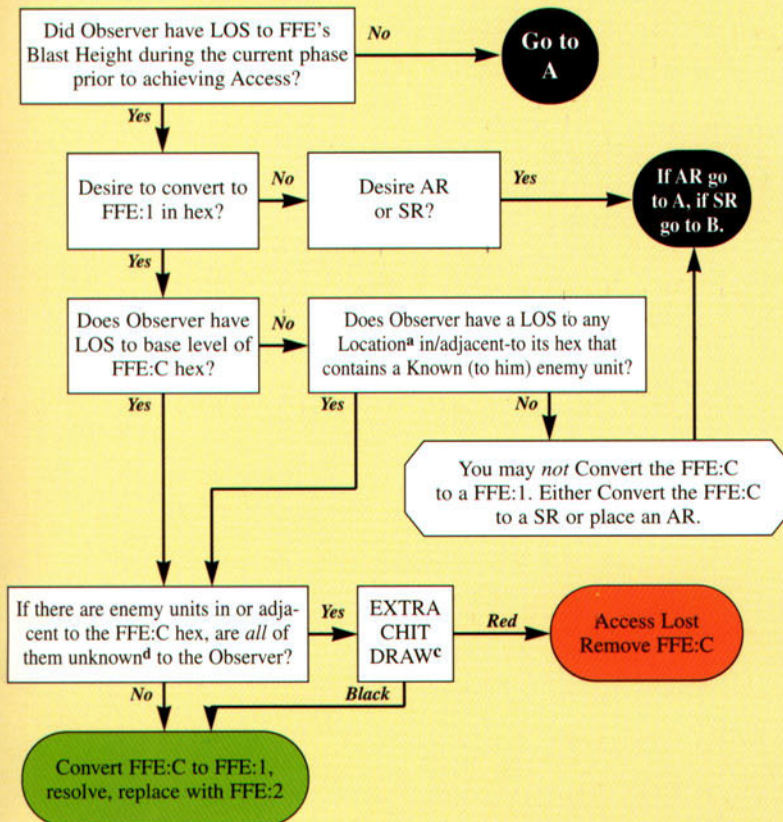 Did Observer have LOS to FFE's
Blast Height during the current phase
prior to achieving Access?
No
Go to
A
Yes
Desire to convert to
FFE:1 in hex?
No
Desire AR
or SR?
Yes
If AR go
to A, if SR
go to B.
Yes
Does Observer have
LOS to base level of
FFE:C hex?
No
Does Observer have a LOS to any
Locationᵃ in/adjacent-to its hex that
contains a Known (to him) enemy unit?
Yes
Yes
No
You may not Convert the FFE:C
to a FFE:1. Either Convert the FFE:C
to a SR or place an AR.
If there are enemy units in or adja-
cent to the FFE:C hex, are all of
them unknownᵈ to the Observer?
Yes
EXTRA
CHIT
DRAWᶜ
Red
Access Lost
Remove FFE:C
No
Black
Convert FFE:C to FFE:1,
resolve, replace with FFE:2